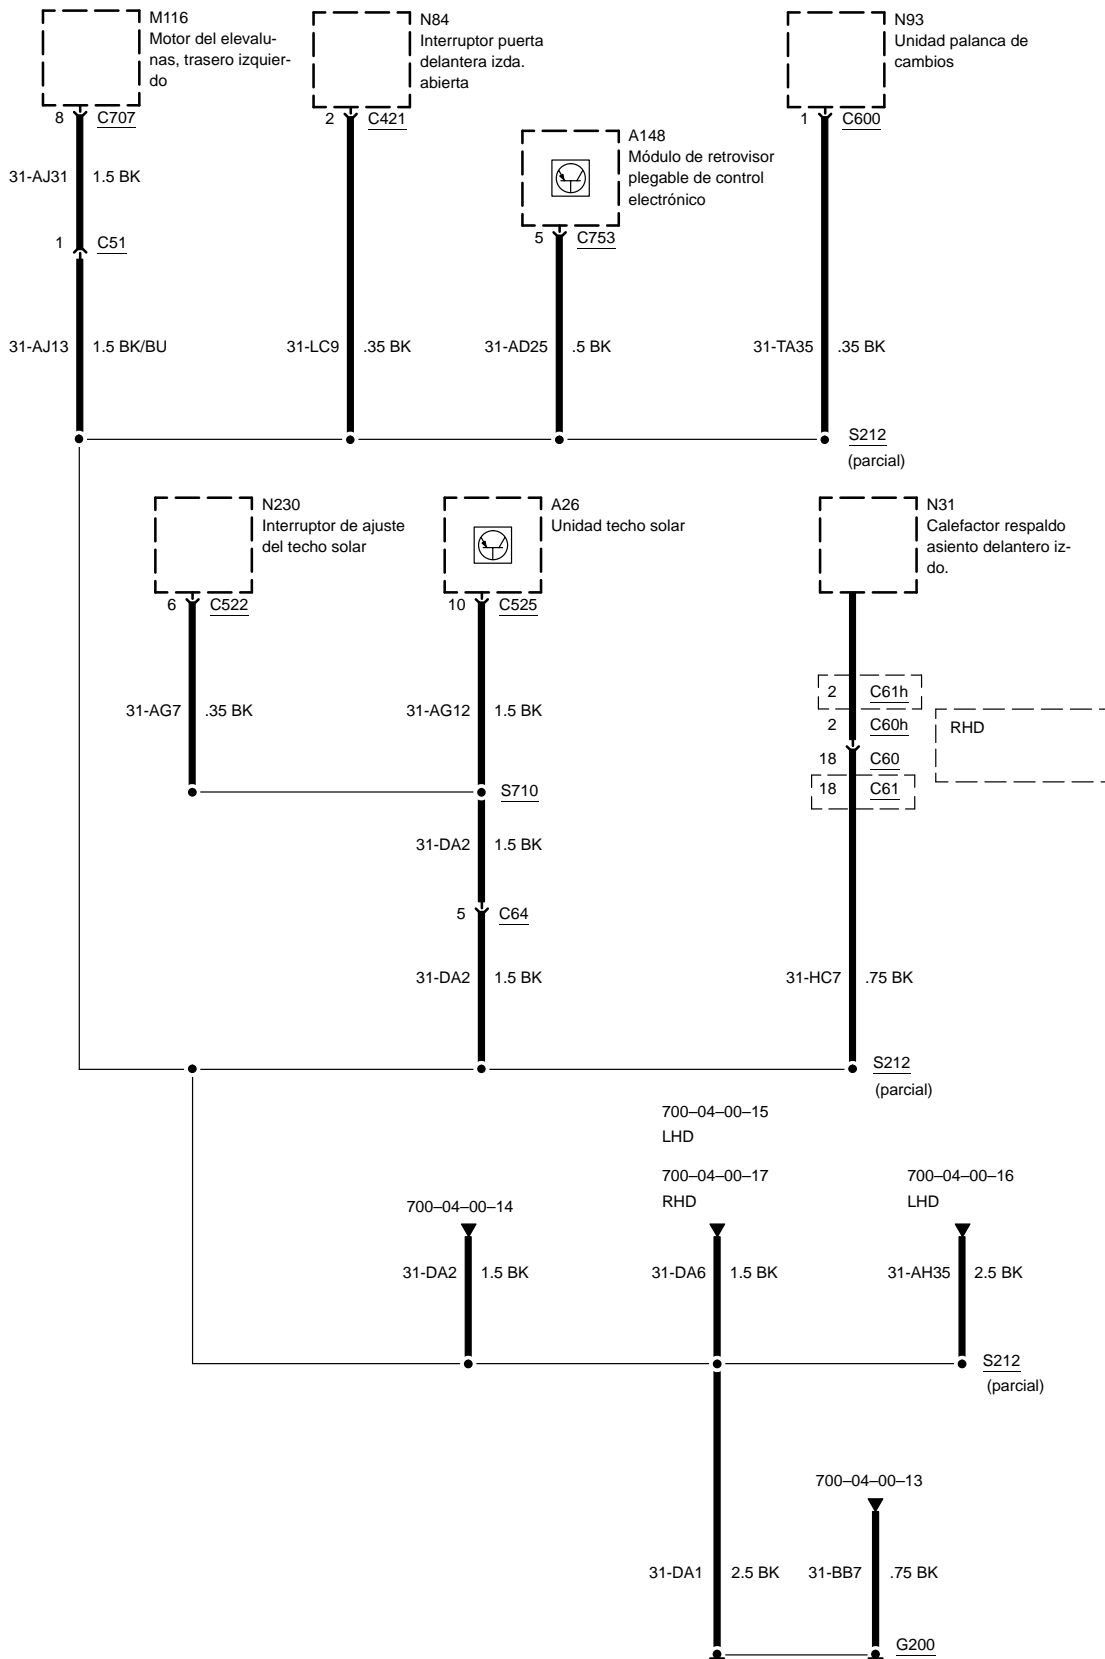 M116
Motor del elevalu-
nas, trasero izquier-
do
N84
Interruptor puerta
delantera izda.
abierta
N93
Unidad palanca de
cambios
8 C707
2 C421
1 C600
A148
Módulo de retrovisor
plegable de control
electrónico
31-AJ31 1.5 BK
1 C51
5 C753
31-AJ13 1.5 BK/BU
31-LC9 .35 BK
31-AD25 .5 BK
31-TA35 .35 BK
S212
(parcial)
N230
Interruptor de ajuste
del techo solar
A26
Unidad techo solar
N31
Calefactor respaldo
asiento delantero iz-
do.
6 C522
10 C525
2 C61h
31-AG7 .35 BK
31-AG12 1.5 BK
2 C60h
RHD
18 C60
18 C61
S710
31-DA2 1.5 BK
5 C64
31-DA2 1.5 BK
31-HC7 .75 BK
S212
(parcial)
700–04–00–15
LHD
700–04–00–17
RHD
700–04–00–16
LHD
700–04–00–14
31-DA2 1.5 BK
31-DA6 1.5 BK
31-AH35 2.5 BK
S212
(parcial)
700–04–00–13
31-DA1 2.5 BK
31-BB7 .75 BK
G200